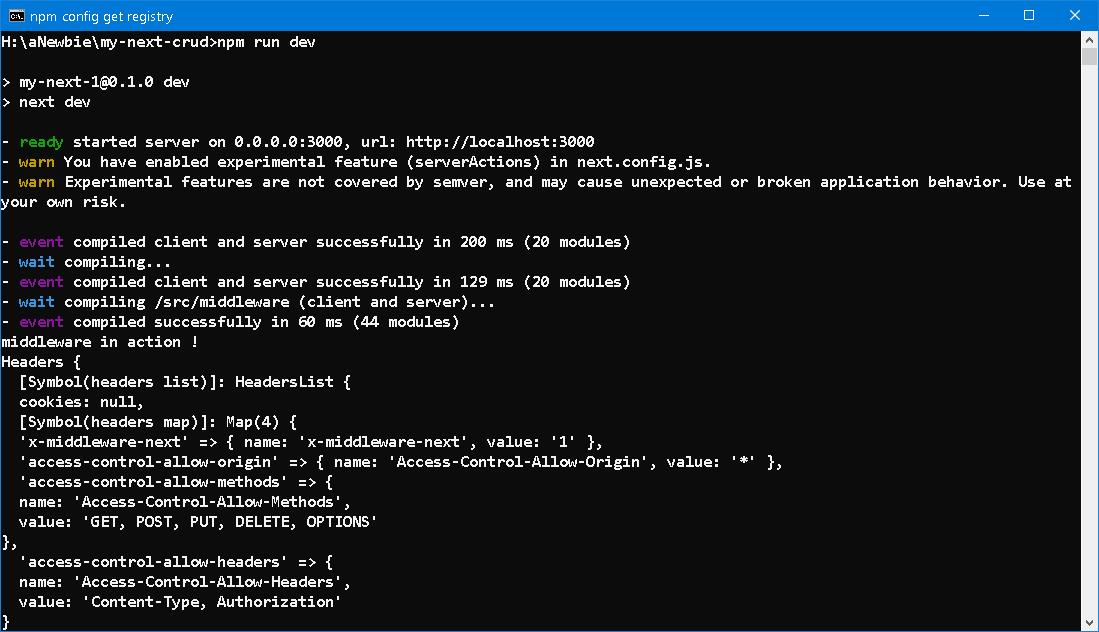 npm config get registry
H:\aNewbie\my-next-crud>npm run dev
> my-next-1@0.1.0 dev
> next dev
- ready started server on 0.0.0.0:3000, url: http://localhost:3000
- warn You have enabled experimental feature (serverActions) in next.config.js.
- warn Experimental features are not covered by semver, and may cause unexpected or broken application behavior. Use at
your own risk.
- event compiled client and server successfully in 200 ms (20 modules)
- wait compiling...
- event compiled client and server successfully in 129 ms (20 modules)
- wait compiling /src/middleware (client and server)...
- event compiled successfully in 60 ms (44 modules)
middleware in action !
Headers {
  [Symbol(headers list)]: HeadersList {
  cookies: null,
  [Symbol(headers map)]: Map(4) {
  'x-middleware-next' => { name: 'x-middleware-next', value: '1' },
  'access-control-allow-origin' => { name: 'Access-Control-Allow-Origin', value: '*' },
  'access-control-allow-methods' => {
  name: 'Access-Control-Allow-Methods',
  value: 'GET, POST, PUT, DELETE, OPTIONS'
},
  'access-control-allow-headers' => {
  name: 'Access-Control-Allow-Headers',
  value: 'Content-Type, Authorization'
}